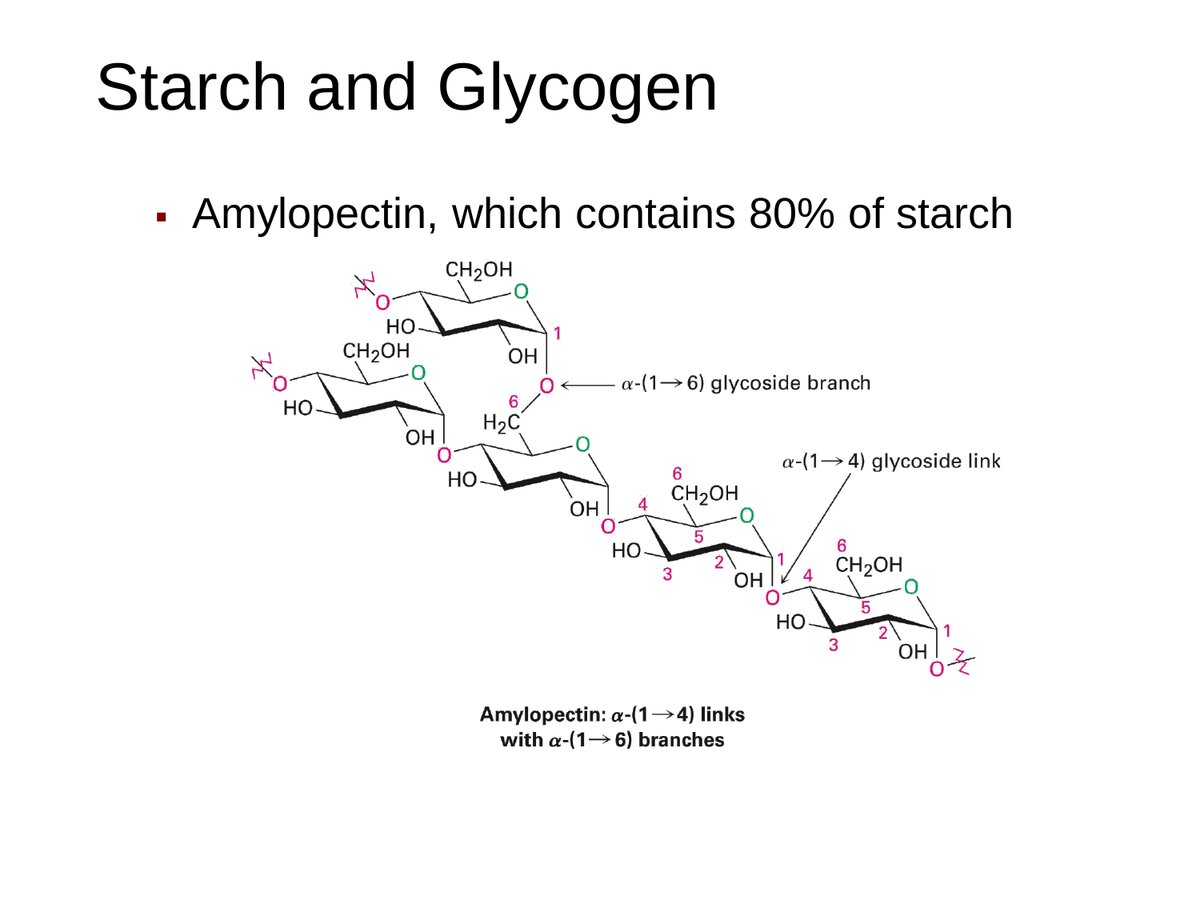 Starch and Glycogen
▪ Amylopectin, which contains 80% of starch
CH₂OH
O
O
HO
1
OH
CH₂OH
O
O
HO
OH
O
α-(1→6) glycoside branch
6
H₂C
O
O
HO
OH
α-(1→4) glycoside link
6
CH₂OH
4
O
O
5
HO
2
1
3
OH
6
CH₂OH
4
O
O
5
HO
2
1
3
OH
O
Amylopectin: α-(1→4) links
with α-(1→6) branches